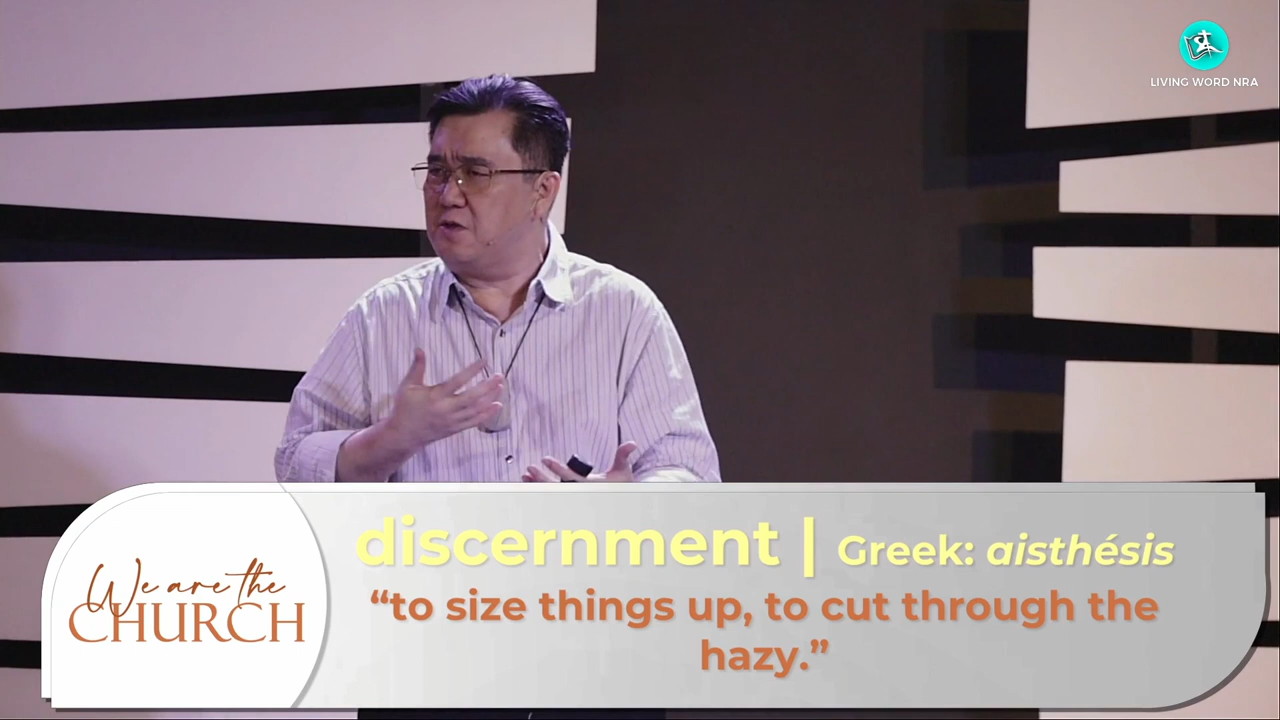 LIVING WORD NRA
discernment | Greek: aisthésis
“to size things up, to cut through the
hazy.”
We are the
CHURCH